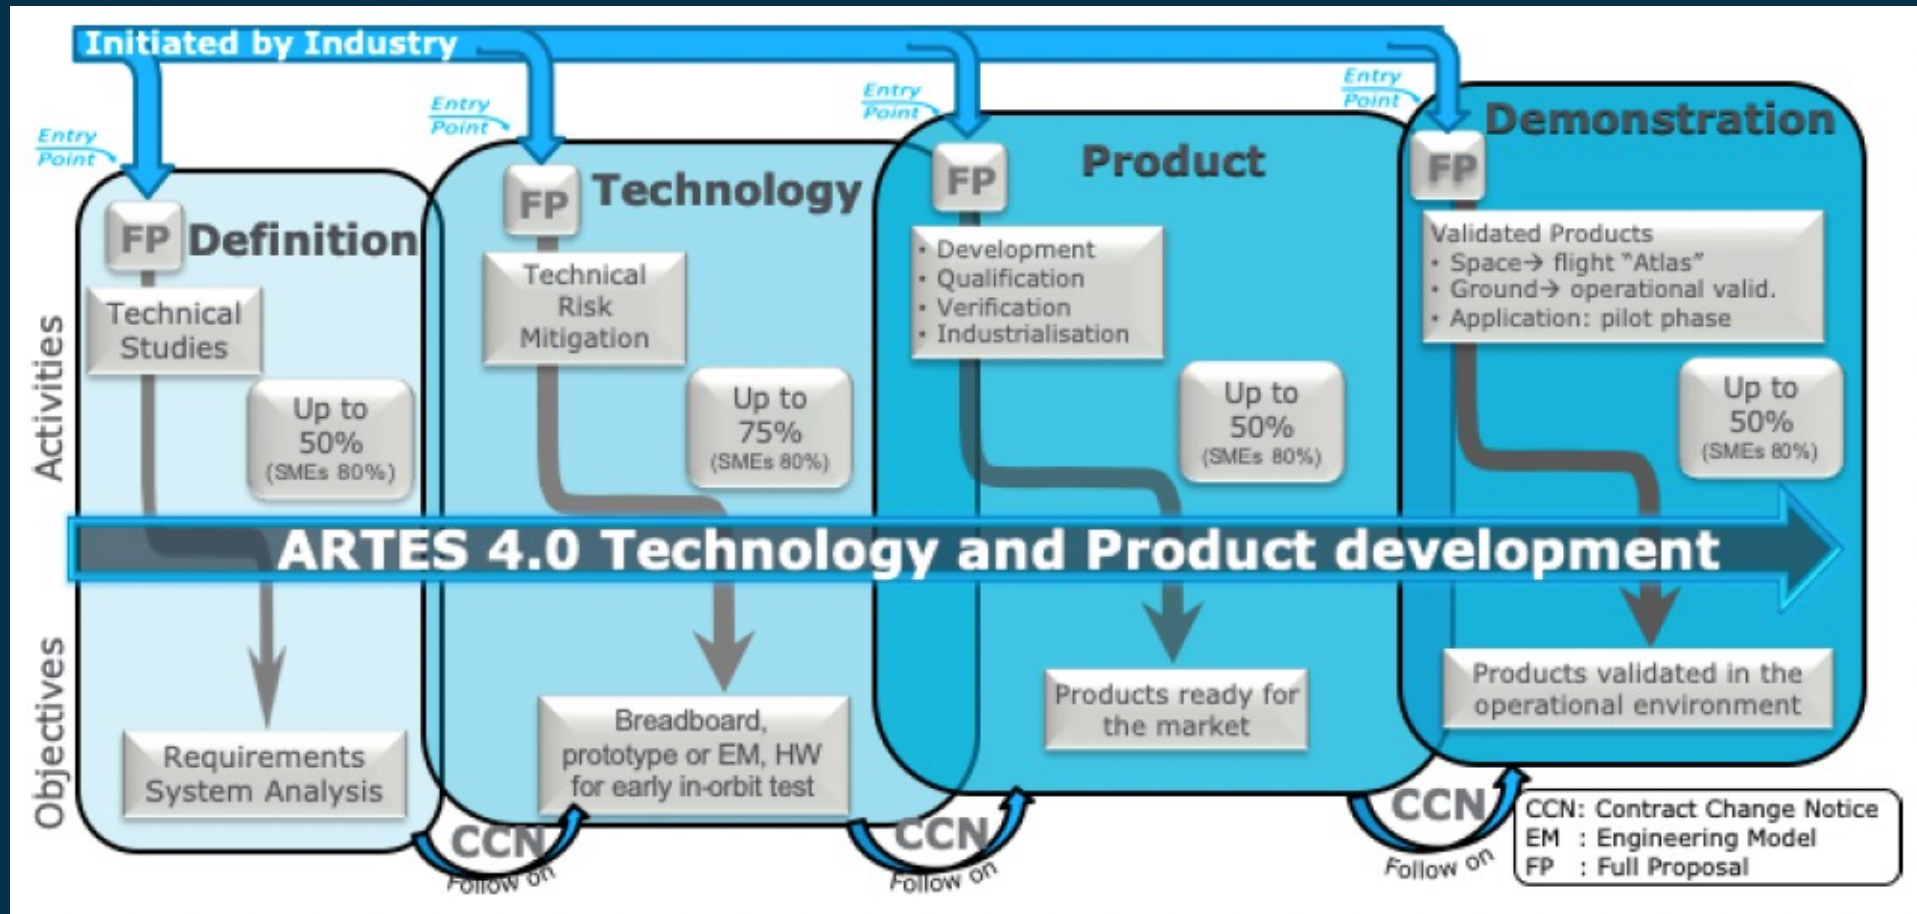 Initiated by Industry
Entry
Point
Entry
Point
Entry
Point
Entry
Point
FP
Definition
Technical
Studies
Up to
50%
(SMEs 80%)
FP
Technology
Technical
Risk
Mitigation
Up to
75%
(SMEs 80%)
FP
Product
• Development
• Qualification
• Verification
• Industrialisation
Up to
50%
(SMEs 80%)
FP
Demonstration
Validated Products
• Space→ flight “Atlas”
• Ground→ operational valid.
• Application: pilot phase
Up to
50%
(SMEs 80%)
Activities
ARTES 4.0 Technology and Product development
Objectives
Requirements
System Analysis
Breadboard,
prototype or EM, HW
for early in-orbit test
Products ready for
the market
Products validated in the
operational environment
CCN
Follow on
CCN
Follow on
CCN
Follow on
CCN: Contract Change Notice
EM : Engineering Model
FP : Full Proposal